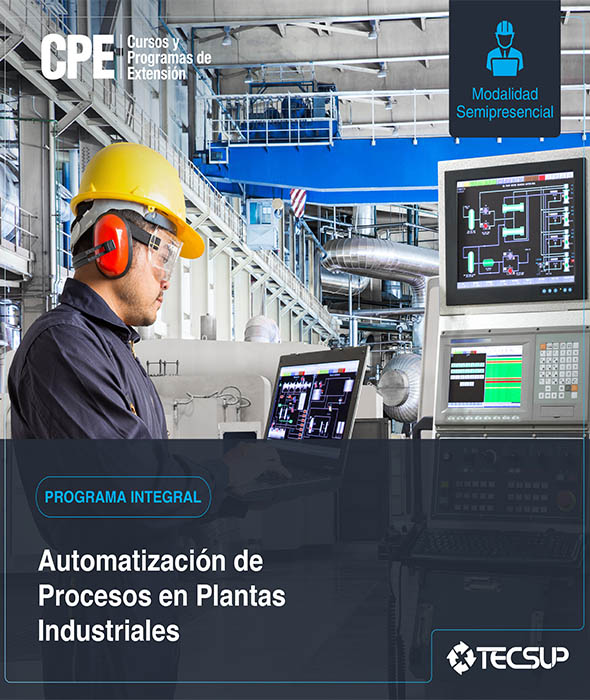 CPE
Cursos y
Programas de
Extensión
Modalidad
Semipresencial
PROGRAMA INTEGRAL
Automatización de
Procesos en Plantas
Industriales
TECSUP